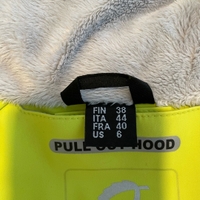 FIN 38
ITA 44
FRA 40
US 6
PULL OUT HOOD